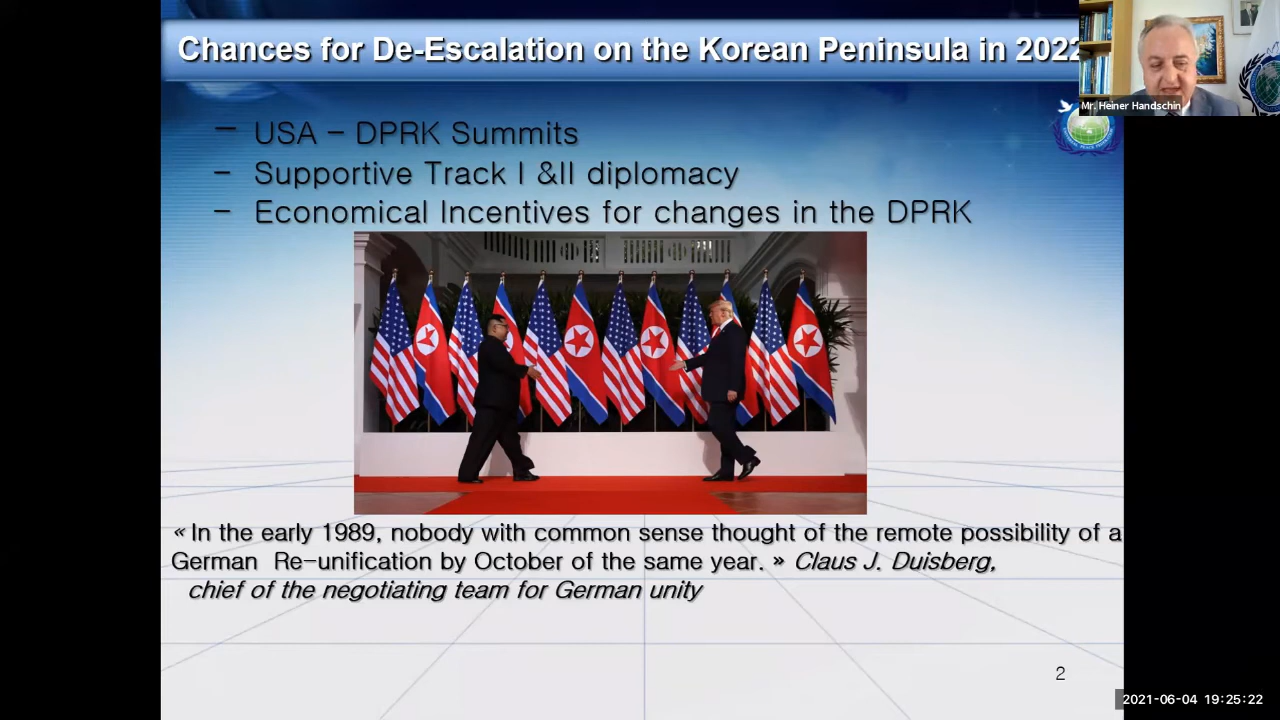 Chances for De-Escalation on the Korean Peninsula in 2022
Mr. Heiner Handschin
– USA – DPRK Summits
– Supportive Track I &II diplomacy
– Economical Incentives for changes in the DPRK
« In the early 1989, nobody with common sense thought of the remote possibility of a
German Re-unification by October of the same year. » Claus J. Duisberg,
chief of the negotiating team for German unity
2
2021-06-04 19:25:22